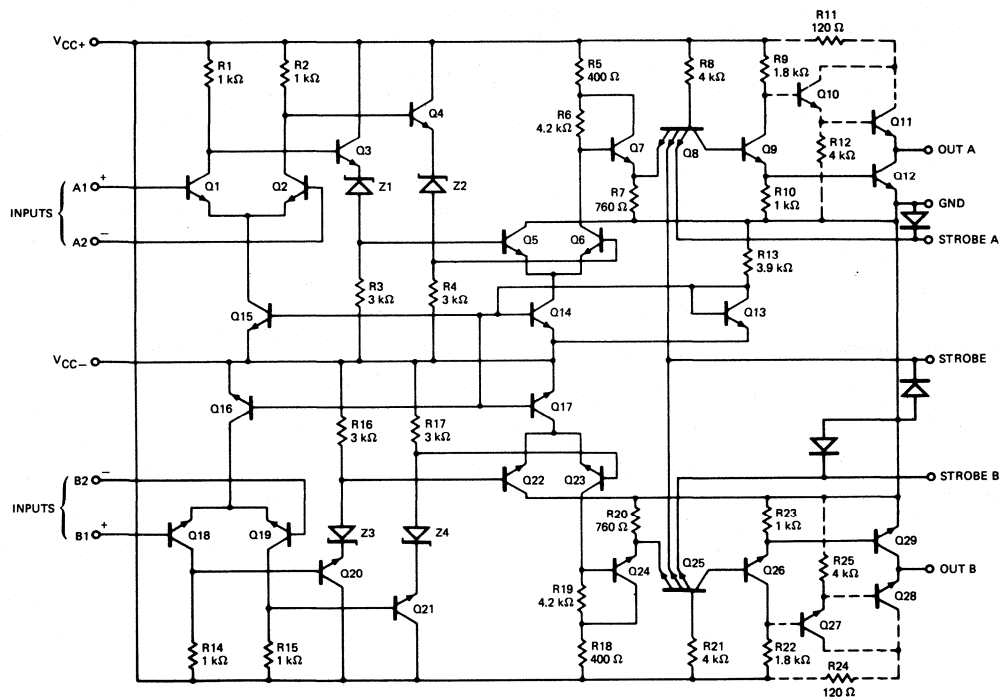 R11
120 Ω
VCC+
R1
1 kΩ
R2
1 kΩ
R5
400 Ω
R8
4 kΩ
R9
1.8 kΩ
Q10
Q4
R6
4.2 kΩ
Q11
Q3
Q7
Q8
Q9
R12
4 kΩ
OUT A
Z1
Z2
Q12
A1
+
Q1
Q2
R7
760 Ω
R10
1 kΩ
INPUTS
GND
A2
−
Q5
Q6
STROBE A
R13
3.9 kΩ
R3
3 kΩ
R4
3 kΩ
Q15
Q14
Q13
VCC−
STROBE
Q16
Q17
R16
3 kΩ
R17
3 kΩ
B2
−
Q22
Q23
STROBE B
INPUTS
B1
+
Q18
Q19
Z3
Z4
R20
760 Ω
R23
1 kΩ
Q29
Q20
Q24
Q25
Q26
R25
4 kΩ
OUT B
Q21
R19
4.2 kΩ
Q28
Q27
R14
1 kΩ
R15
1 kΩ
R18
400 Ω
R21
4 kΩ
R22
1.8 kΩ
R24
120 Ω